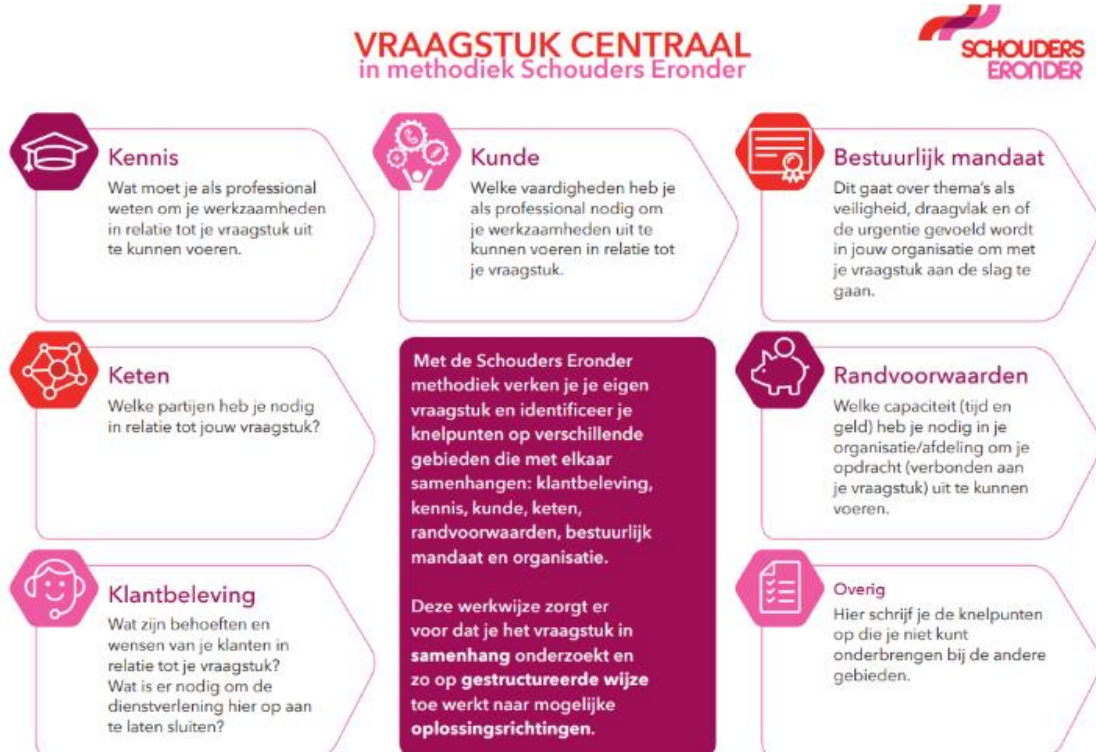 VRAAGSTUK CENTRAAL
in methodiek Schouders Eronder
SCHOUDERS
ERONDER
Kennis
Wat moet je als professional
weten om je werkzaamheden
in relatie tot je vraagstuk uit
te kunnen voeren.
Kunde
Welke vaardigheden heb je
als professional nodig om
je werkzaamheden uit te
kunnen voeren in relatie tot
je vraagstuk.
Bestuurlijk mandaat
Dit gaat over thema's als
veiligheid, draagvlak en of
de urgentie gevoeld wordt
in jouw organisatie om met
je vraagstuk aan de slag te
gaan.
Keten
Welke partijen heb je nodig
in relatie tot jouw vraagstuk?
Met de Schouders Eronder
methodiek verken je je eigen
vraagstuk en identificeer je
knelpunten op verschillende
gebieden die met elkaar
samenhangen: klantbeleving,
kennis, kunde, keten,
randvoorwaarden, bestuurlijk
mandaat en organisatie.
Deze werkwijze zorgt er
voor dat je het vraagstuk in
samenhang onderzoekt en
zo op gestructureerde wijze
toe werkt naar mogelijke
oplossingsrichtingen.
Randvoorwaarden
Welke capaciteit (tijd en
geld) heb je nodig in je
organisatie/afdeling om je
opdracht (verbonden aan
je vraagstuk) uit te kunnen
voeren.
Klantbeleving
Wat zijn behoeften en
wensen van je klanten in
relatie tot je vraagstuk?
Wat is er nodig om de
dienstverlening hier op aan
te laten sluiten?
Overig
Hier schrijf je de knelpunten
op die je niet kunt
onderbrengen bij de andere
gebieden.